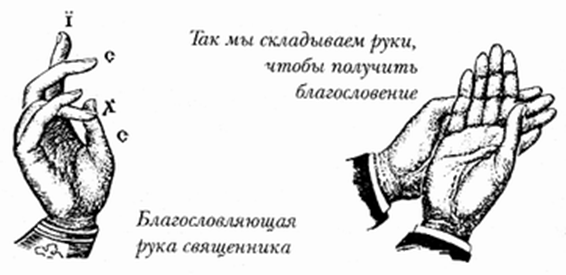 Ї
С
Х
С
Так мы складываем руки,
чтобы получить
благословение
Благословляющая
рука священника